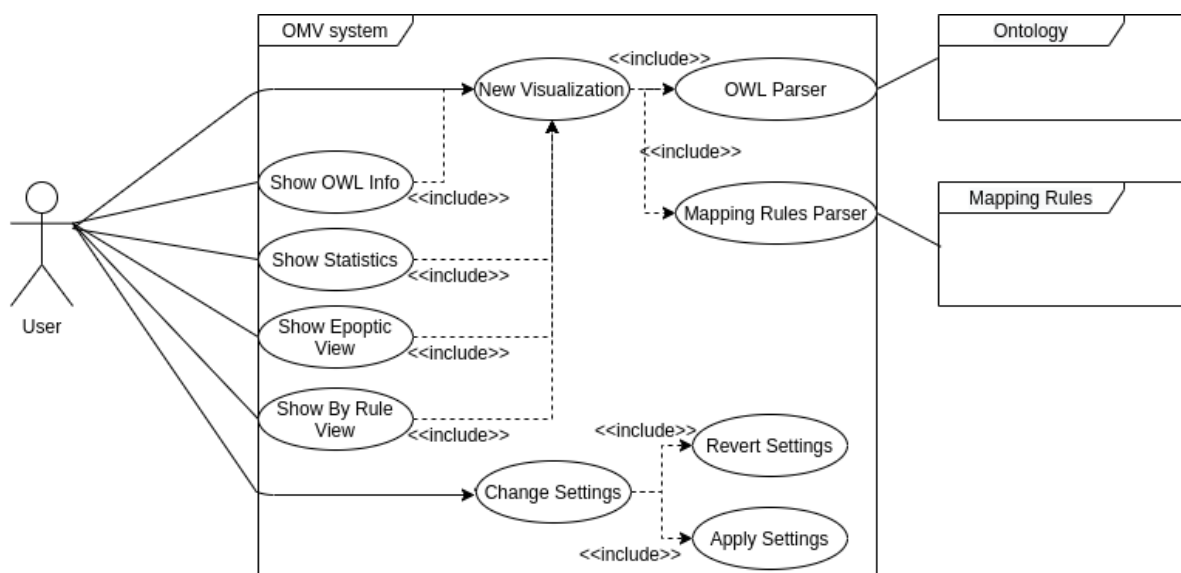 OMV system
Ontology
<<include>>
New Visualization
OWL Parser
<<include>>
Show OWL Info
<<include>>
Mapping Rules Parser
Mapping Rules
Show Statistics
<<include>>
User
Show Epoptic
View
<<include>>
Show By Rule
View
<<include>>
<<include>>
Revert Settings
Change Settings
Apply Settings
<<include>>